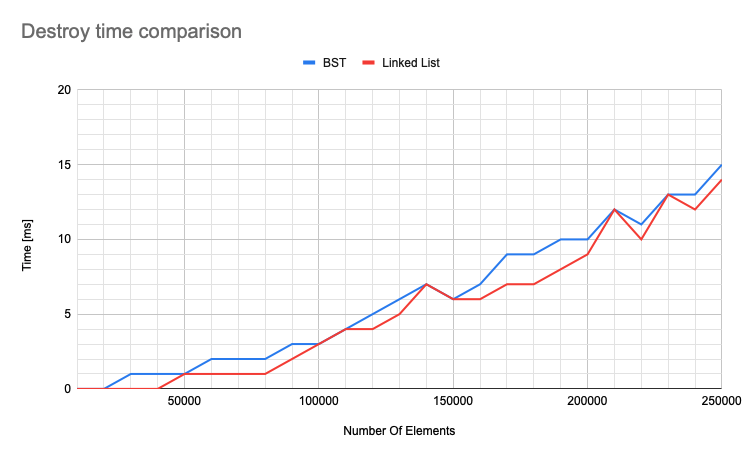 Destroy time comparison
BST Linked List
20
15
10
5
0
Time [ms]
50000 100000 150000 200000 250000
Number Of Elements